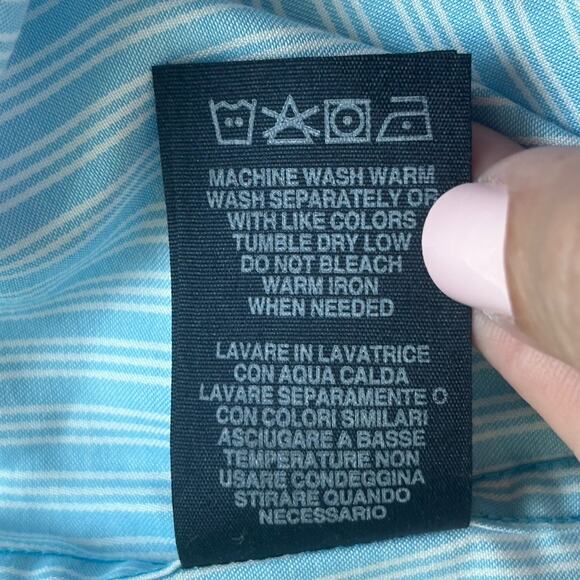 MACHINE WASH WARM
WASH SEPARATELY OR
WITH LIKE COLORS
TUMBLE DRY LOW
DO NOT BLEACH
WARM IRON
WHEN NEEDED
LAVARE IN LAVATRICE
CON AQUA CALDA
LAVARE SEPARAMENTE O
CON COLORI SIMILARI
ASCIUGARE A BASSE
TEMPERATURE NON
USARE CONDEGGINA
STIRARE QUANDO
NECESSARIO